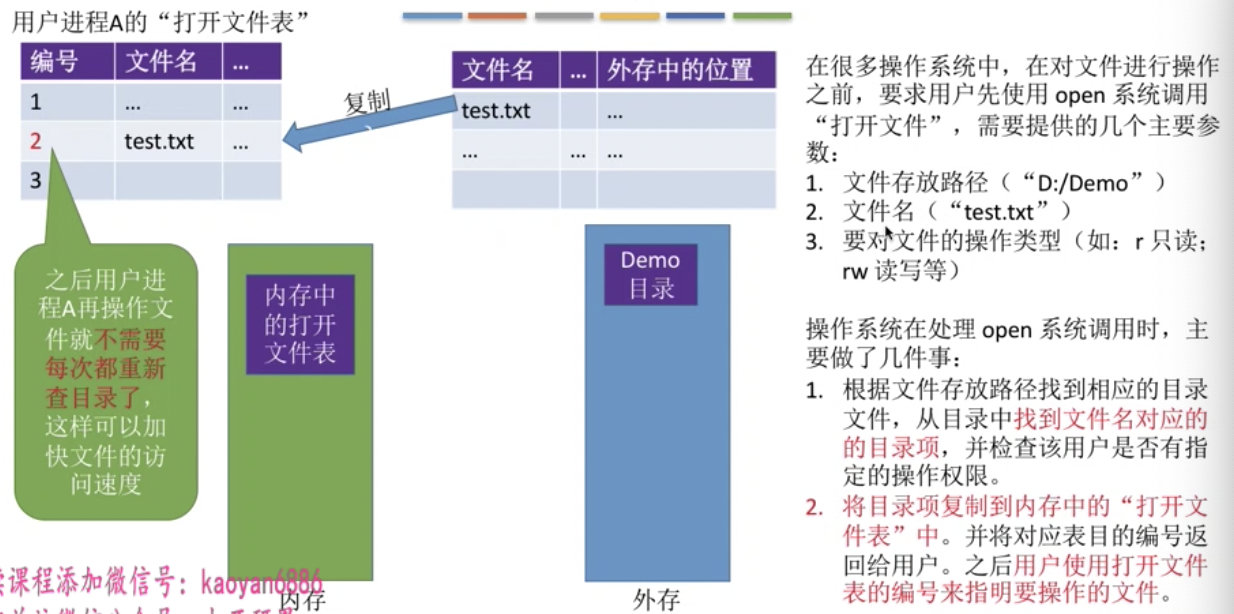 用户进程A的“打开文件表”
编号 文件名 ...
1 ... ...
2 test.txt ...
3
复制
文件名 ... 外存中的位置
test.txt ...
... ... ...
之后用户进
程A再操作文
件就不需要
每次都重新
查目录了，
这样可以加
快文件的访
问速度
内存中
的打开
文件表
内存
Demo
目录
外存
在很多操作系统中，在对文件进行操作
之前，要求用户先使用 open 系统调用
“打开文件”，需要提供的几个主要参
数：
1. 文件存放路径（“D:/Demo”）
2. 文件名（“test.txt”）
3. 要对文件的操作类型（如：r 只读；
rw 读写等）
操作系统在处理 open 系统调用时，主
要做了几件事：
1. 根据文件存放路径找到相应的目录
文件，从目录中找到文件名对应的
的目录项，并检查该用户是否有指
定的操作权限。
2. 将目录项复制到内存中的“打开文
件表”中。并将对应表目的编号返
回给用户。之后用户使用打开文件
表的编号来指明要操作的文件。
课程添加微信号：kaoyan6886